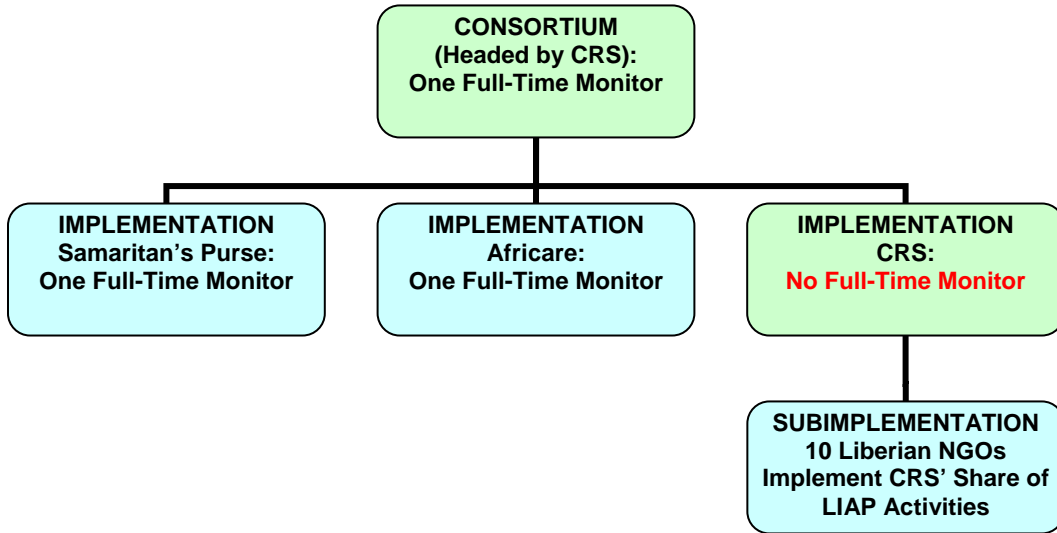 CONSORTIUM
(Headed by CRS):
One Full-Time Monitor
IMPLEMENTATION
Samaritan’s Purse:
One Full-Time Monitor
IMPLEMENTATION
Africare:
One Full-Time Monitor
IMPLEMENTATION
CRS:
No Full-Time Monitor
SUBIMPLEMENTATION
10 Liberian NGOs
Implement CRS’ Share of
LIAP Activities